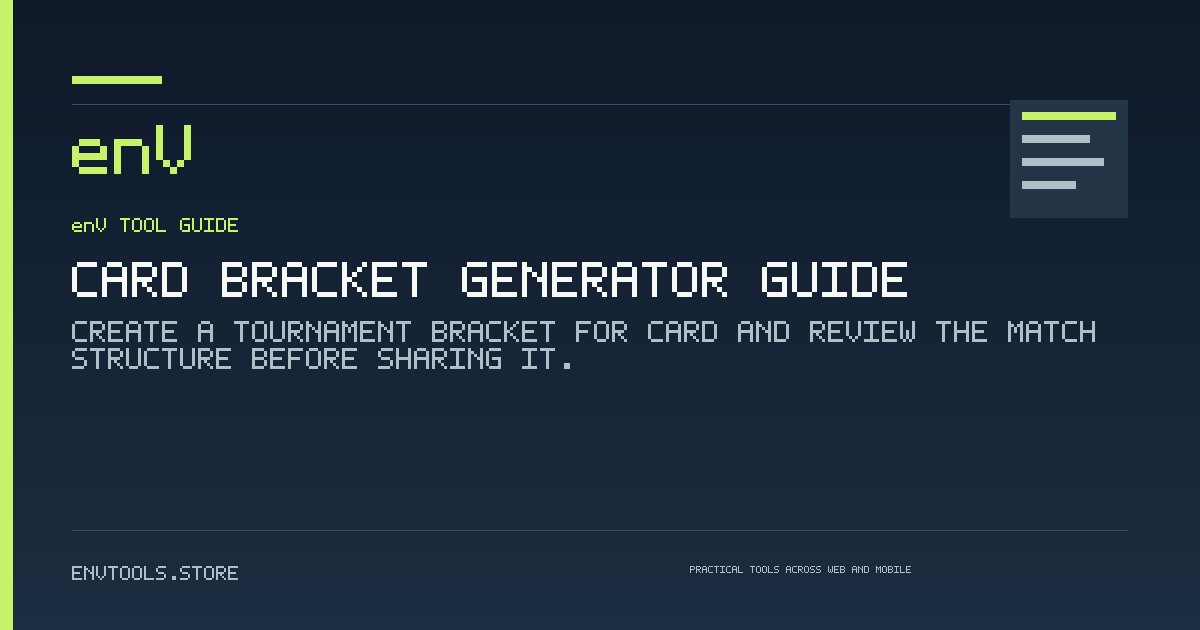 enV
enV TOOL GUIDE
CARD BRACKET GENERATOR GUIDE
CREATE A TOURNAMENT BRACKET FOR CARD AND REVIEW THE MATCH
STRUCTURE BEFORE SHARING IT.
ENVTOOLS.STORE
PRACTICAL TOOLS ACROSS WEB AND MOBILE